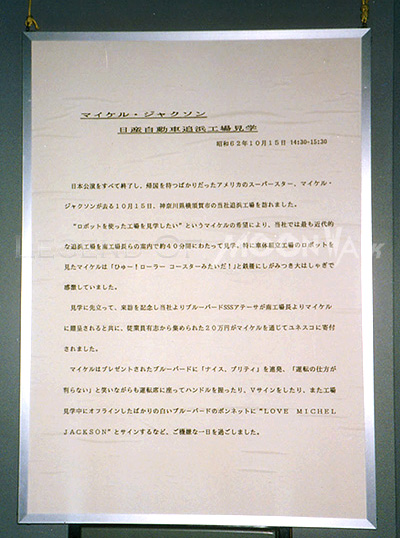 マイケル・ジャクソン
日産自動車追浜工場見学
昭和62年10月15日 14:30-15:30
日本公演をすべて終了し、帰国を待つばかりだったアメリカのスーパースター、マイケル・
ジャクソンが去る10月15日、神奈川県横須賀市の当社追浜工場を訪れました。
“ロボットを使った工場を見学したい”というマイケルの希望により、当社では最も近代的
な追浜工場を南工場長らの案内で約40分間にわたって見学、特に車体組立工場のロボットを
見たマイケルは「ひゅー！ローラー コースターみたいだ！」と鉄柵にしがみつき大はしゃぎで
感激していました。
見学に先立って、来訪を記念し当社よりブルーバードSSSアテーサが南工場長よりマイケル
に贈呈されると共に、従業員有志から集められた20万円がマイケルを通じてユネスコに寄付
されました。
マイケルはプレゼントされたブルーバードに「ナイス、プリティ」を連発、「運転の仕方が
判らない」と笑いながらも運転席に座ってハンドルを握ったり、Vサインをしたり、また工場
見学中にオフラインしたばかりの白いブルーバードのボンネットに“LOVE MICHEL
JACKSON”とサインするなど、ご機嫌な一日を過ごしました。
LEGEND OF MOONWALK